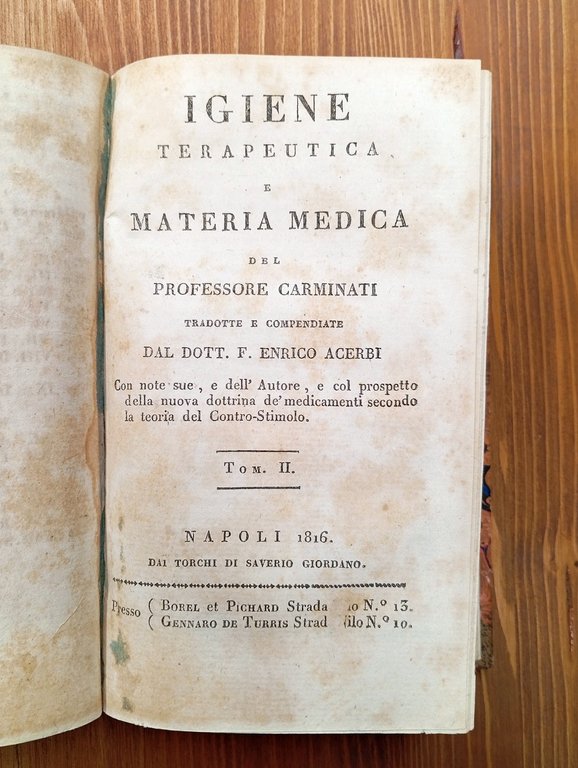 IGIENE
TERAPEUTICA
E
MATERIA MEDICA
DEL
PROFESSORE CARMINATI
TRADOTTE E COMPENDIATE
DAL DOTT. F. ENRICO ACERBI
Con note sue, e dell' Autore, e col prospetto
della nuova dottrina de' medicamenti secondo
la teoria del Contro-Stimolo.
TOM. II.
NAPOLI 1816.
DAI TORCHI DI SAVERIO GIORDANO.
Presso ( BOREL et PICHARD Strada N.º 13.
( GENNARO DE TURRIS N.º 10.